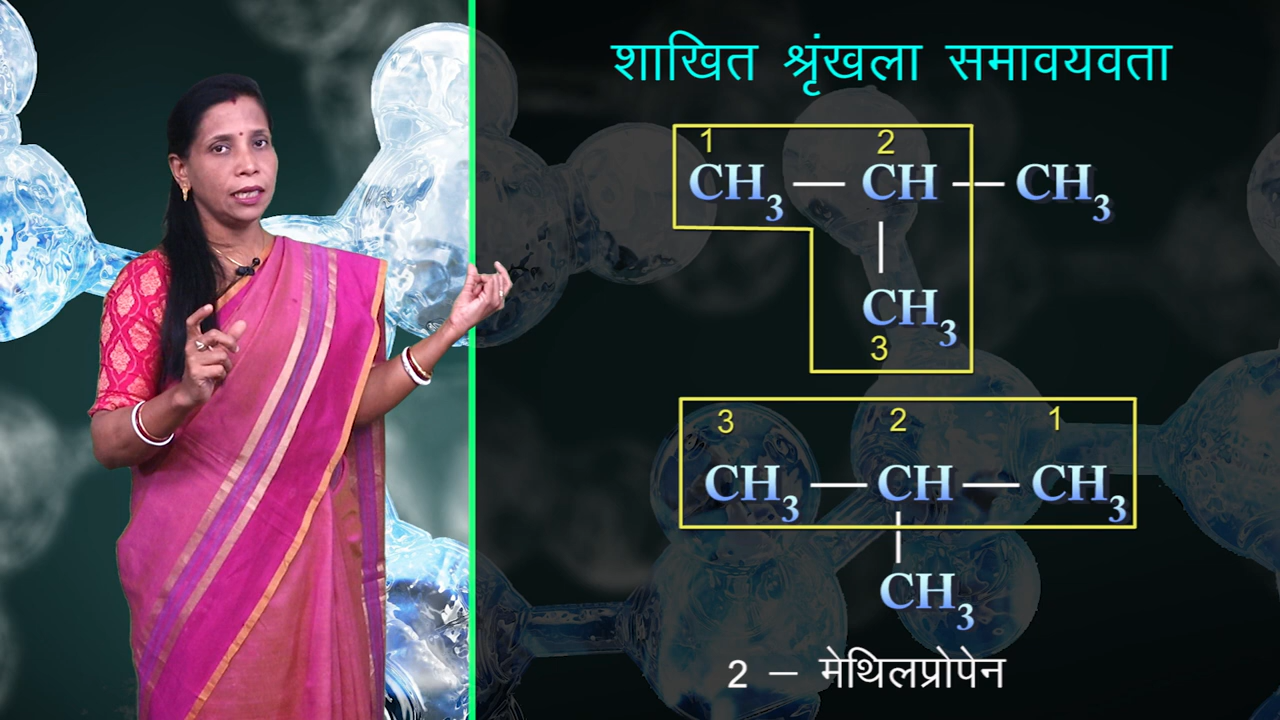 शाखित श्रृंखला समावयवता
1 2
CH3 — CH — CH3
|
CH3
3
3 2 1
CH3 — CH — CH3
|
CH3
2 — मेथिलप्रोपेन